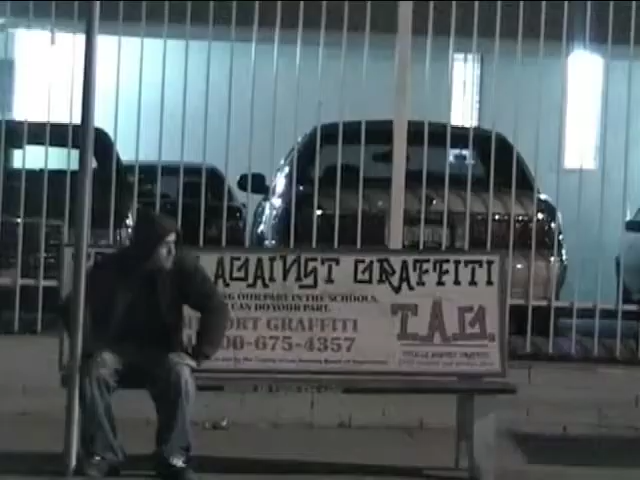 AGAINST GRAFFITI
OUR PART IN THE SCHOOLS,
CAN DO YOUR PART.
ORT GRAFFITI
00-675-4357
T.A.G.